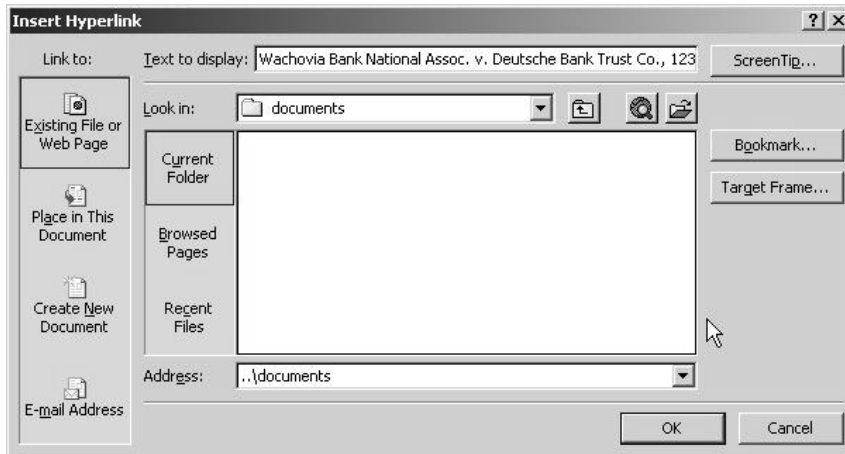 Insert Hyperlink
Link to:
Text to display: Wachovia Bank National Assoc. v. Deutsche Bank Trust Co., 123
ScreenTip...
Existing File or
Web Page
Place in This
Document
Create New
Document
E-mail Address
Look in: documents
Current
Folder
Browsed
Pages
Recent
Files
Address: ..\documents
Bookmark...
Target Frame...
OK
Cancel